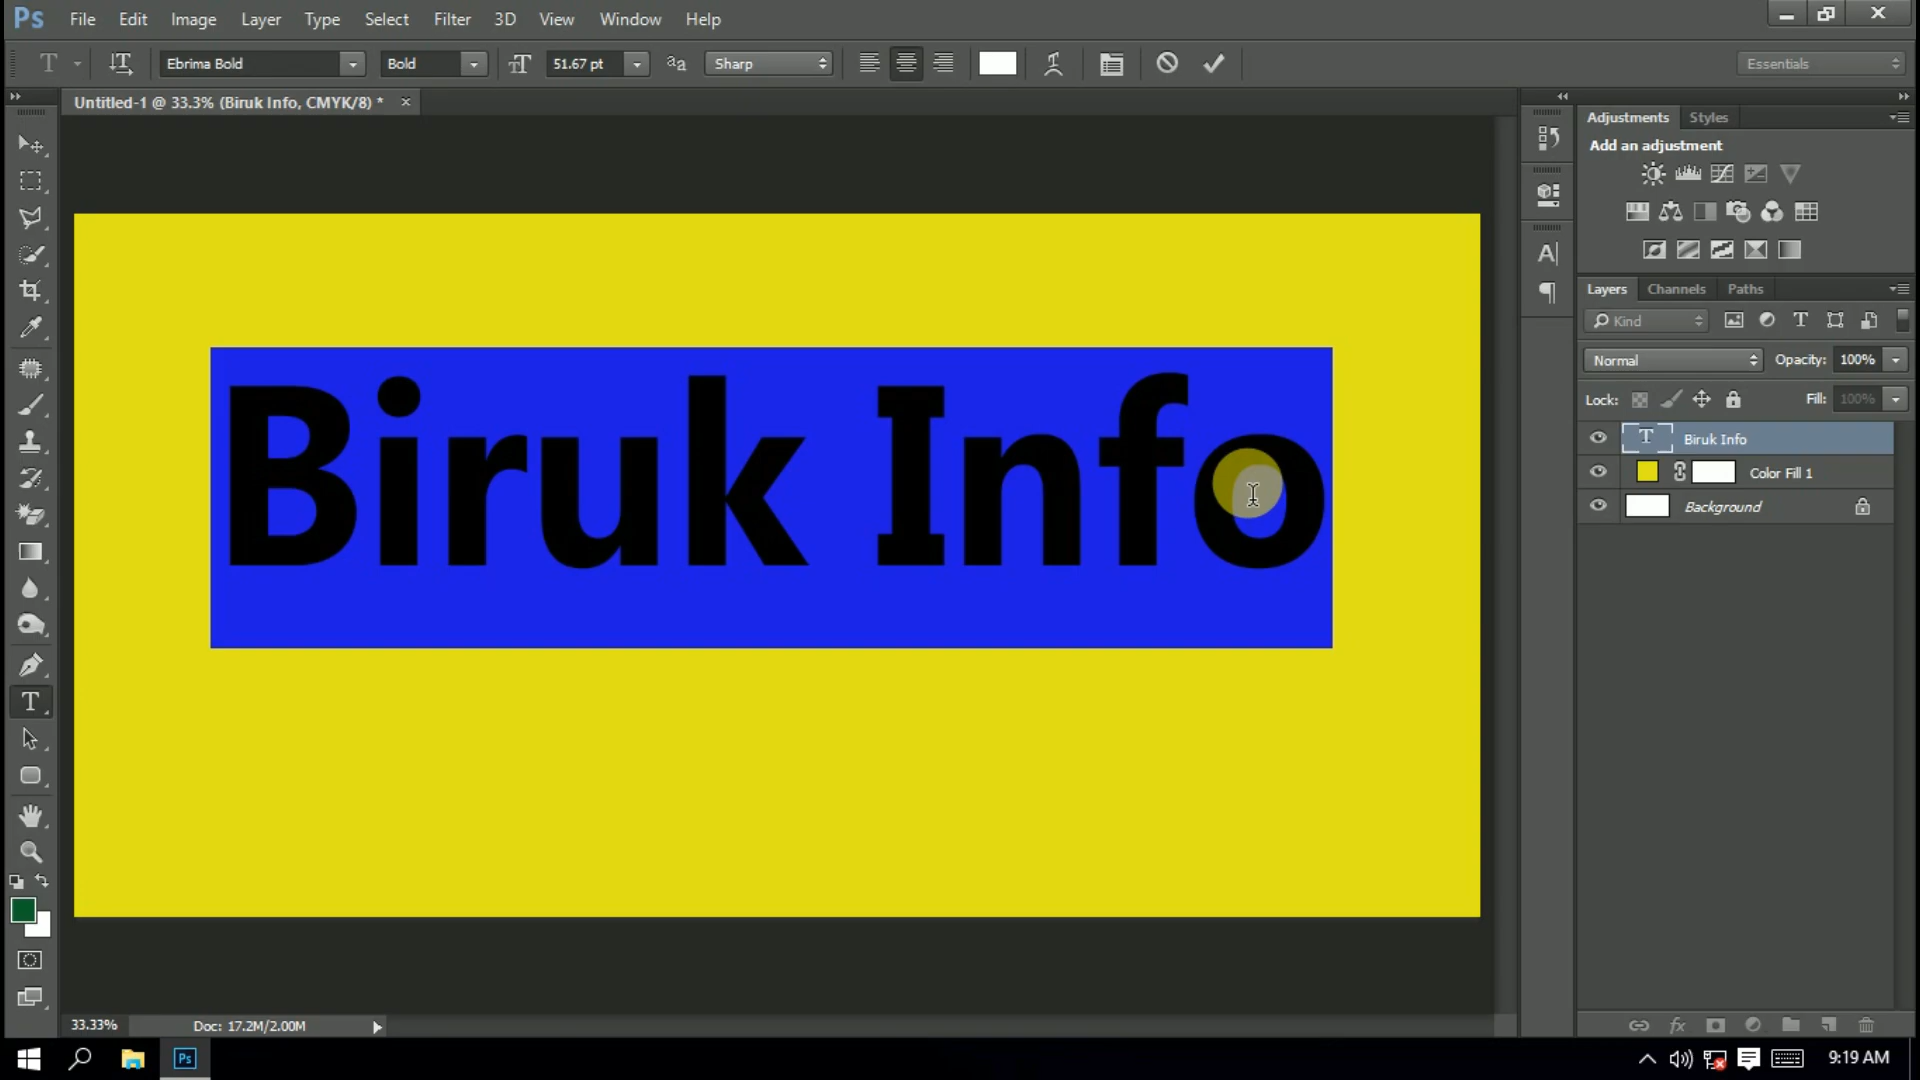 Ps File Edit Image Layer Type Select Filter 3D View Window Help
T Ebrima Bold Bold 51.67 pt Sharp Essentials
Untitled-1 @ 33.3% (Biruk Info, CMYK/8) *
Adjustments Styles
Add an adjustment
Layers Channels Paths
Kind
Normal Opacity: 100%
Lock: Fill: 100%
Biruk Info
Color Fill 1
Background
Biruk Info
33.33% Doc: 17.2M/2.00M
Ps 9:19 AM